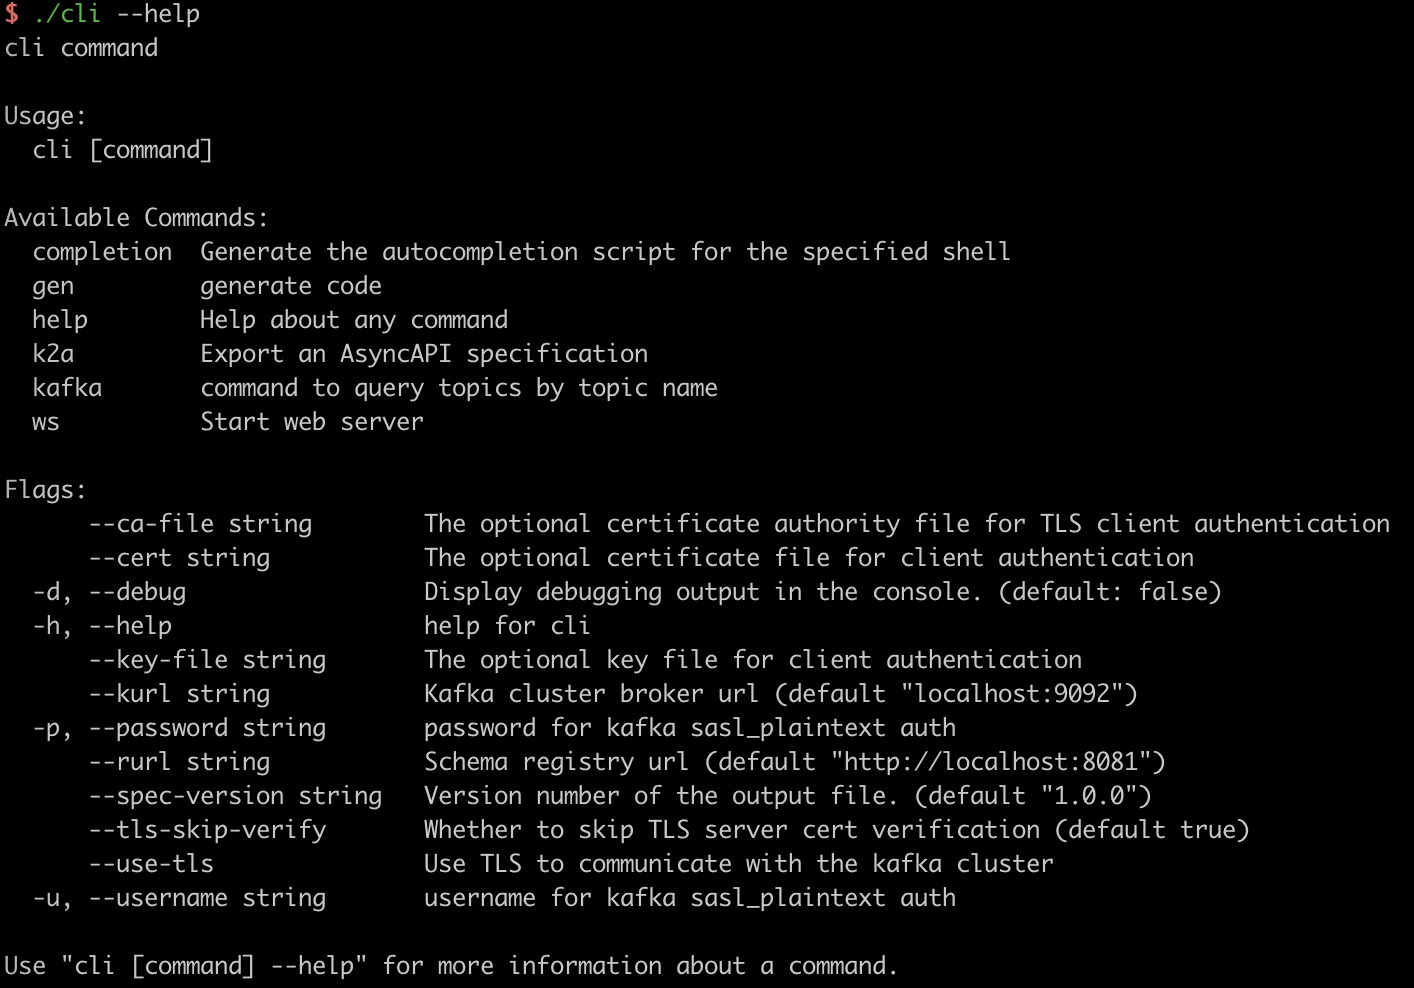 $ ./cli --help
cli command

Usage:
  cli [command]

Available Commands:
  completion  Generate the autocompletion script for the specified shell
  gen         generate code
  help        Help about any command
  k2a         Export an AsyncAPI specification
  kafka       command to query topics by topic name
  ws          Start web server

Flags:
      --ca-file string        The optional certificate authority file for TLS client authentication
      --cert string           The optional certificate file for client authentication
  -d, --debug                 Display debugging output in the console. (default: false)
  -h, --help                  help for cli
      --key-file string       The optional key file for client authentication
      --kurl string           Kafka cluster broker url (default "localhost:9092")
  -p, --password string       password for kafka sasl_plaintext auth
      --rurl string           Schema registry url (default "http://localhost:8081")
      --spec-version string   Version number of the output file. (default "1.0.0")
      --tls-skip-verify       Whether to skip TLS server cert verification (default true)
      --use-tls               Use TLS to communicate with the kafka cluster
  -u, --username string       username for kafka sasl_plaintext auth

Use "cli [command] --help" for more information about a command.